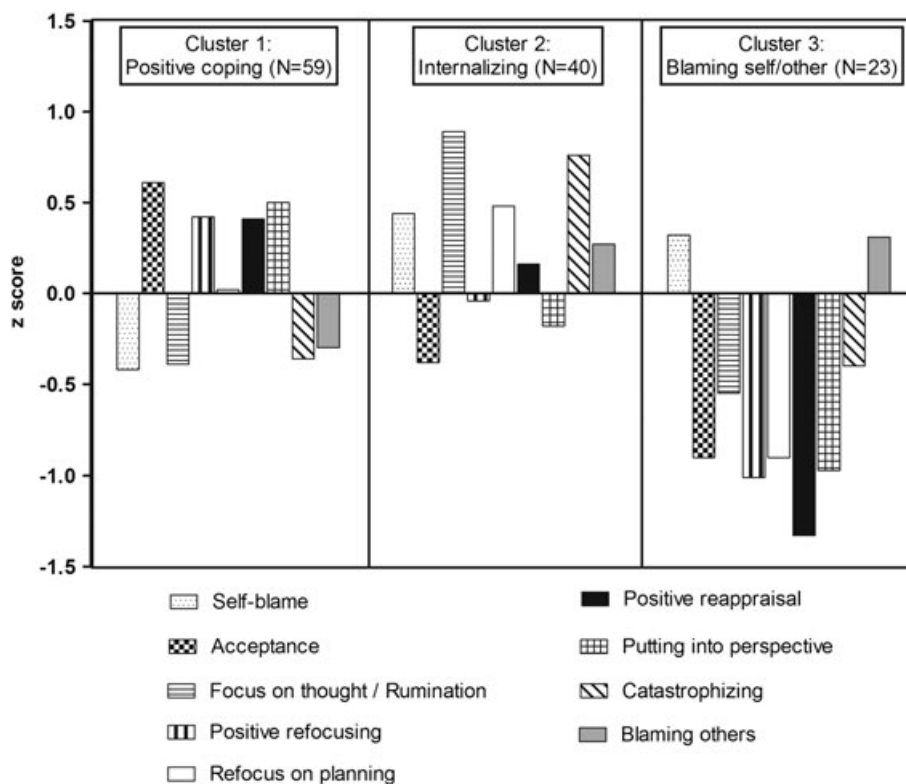 1.5
1.0
0.5
0.0
-0.5
-1.0
-1.5
z score
Cluster 1:
Positive coping (N=59)
Cluster 2:
Internalizing (N=40)
Cluster 3:
Blaming self/other (N=23)
Self-blame
Acceptance
Focus on thought / Rumination
Positive refocusing
Refocus on planning
Positive reappraisal
Putting into perspective
Catastrophizing
Blaming others